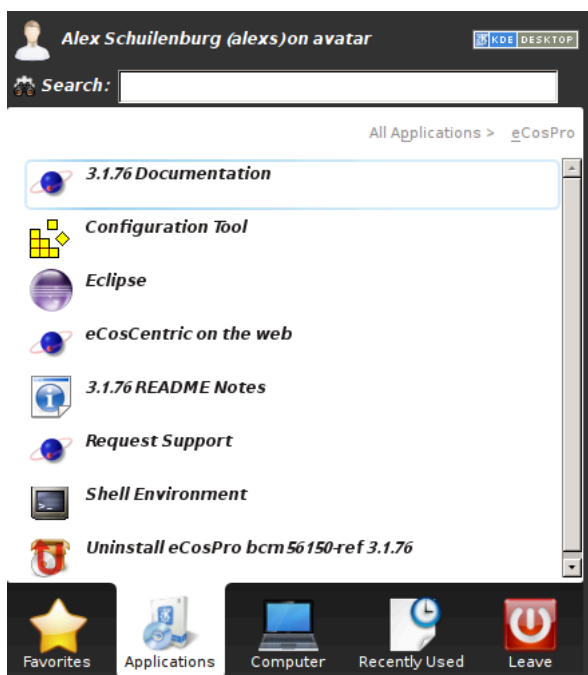 Alex Schuilenburg (alexs) on avatar
KDE DESKTOP
Search:
All Applications > eCosPro
3.1.76 Documentation
Configuration Tool
Eclipse
eCosCentric on the web
3.1.76 README Notes
Request Support
Shell Environment
Uninstall eCosPro bcm56150-ref 3.1.76
Favorites Applications Computer Recently Used Leave